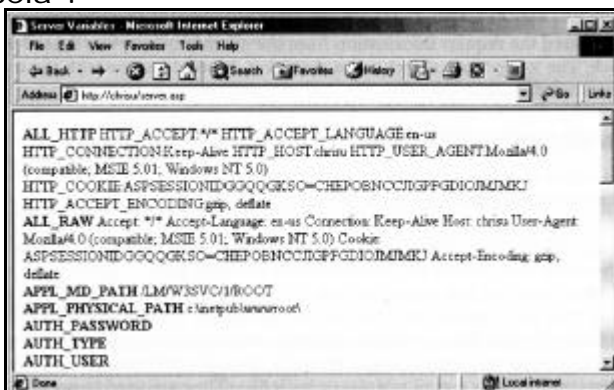 Server Variables - Microsoft Internet Explorer
File Edit View Favorites Tools Help
Back Search Favorites History
Address http://chrisu/server.asp Go Links
ALL_HTTP HTTP_ACCEPT:*/* HTTP_ACCEPT_LANGUAGE:en-us
HTTP_CONNECTION:Keep-Alive HTTP_HOST:chrisu HTTP_USER_AGENT:Mozilla/4.0
(compatible; MSIE 5.01; Windows NT 5.0)
HTTP_COOKIE:ASPSESSIONIDGGQQGKSO=CHEPOBNCCJIGPFGDIOJMJMKJ
HTTP_ACCEPT_ENCODING:gzip, deflate
ALL_RAW Accept: */* Accept-Language: en-us Connection: Keep-Alive Host: chrisu User-Agent:
Mozilla/4.0 (compatible; MSIE 5.01; Windows NT 5.0) Cookie:
ASPSESSIONIDGGQQGKSO=CHEPOBNCCJIGPFGDIOJMJMKJ Accept-Encoding: gzip,
deflate
APPL_MD_PATH /LM/W3SVC/1/ROOT
APPL_PHYSICAL_PATH c:\inetpub\wwwroot\
AUTH_PASSWORD
AUTH_TYPE
AUTH_USER
Done Local intranet